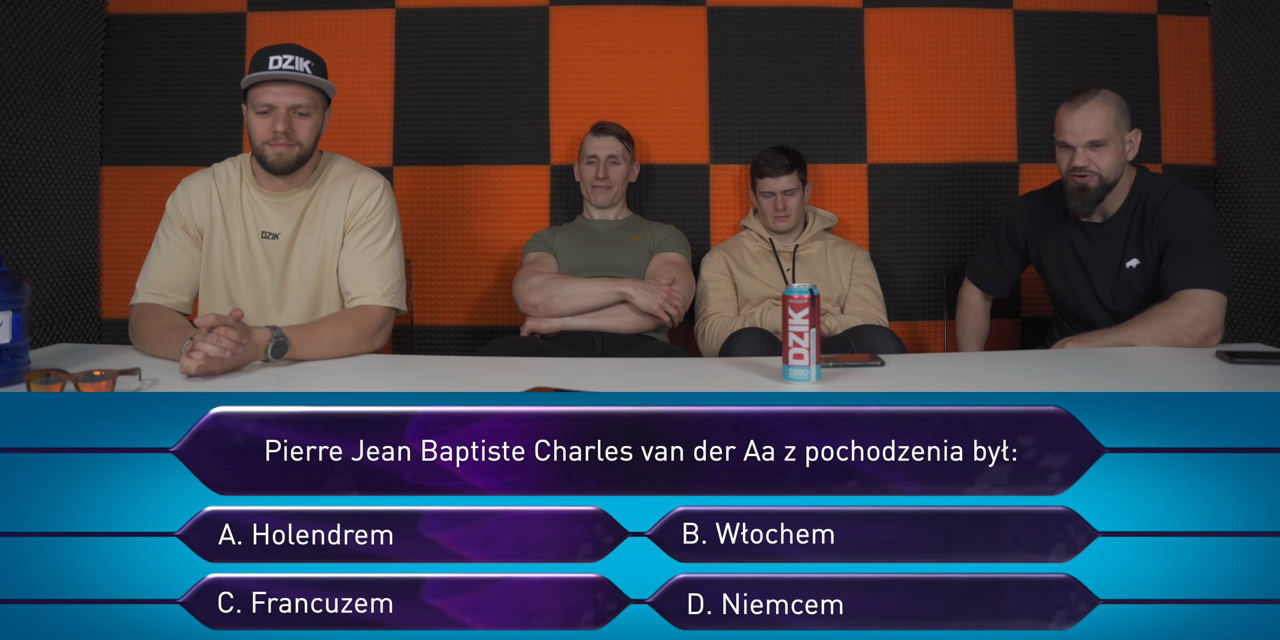 DZIK
DZIK
DZIK
ZERO
Pierre Jean Baptiste Charles van der Aa z pochodzenia był:
A. Holendrem
B. Włochem
C. Francuzem
D. Niemcem